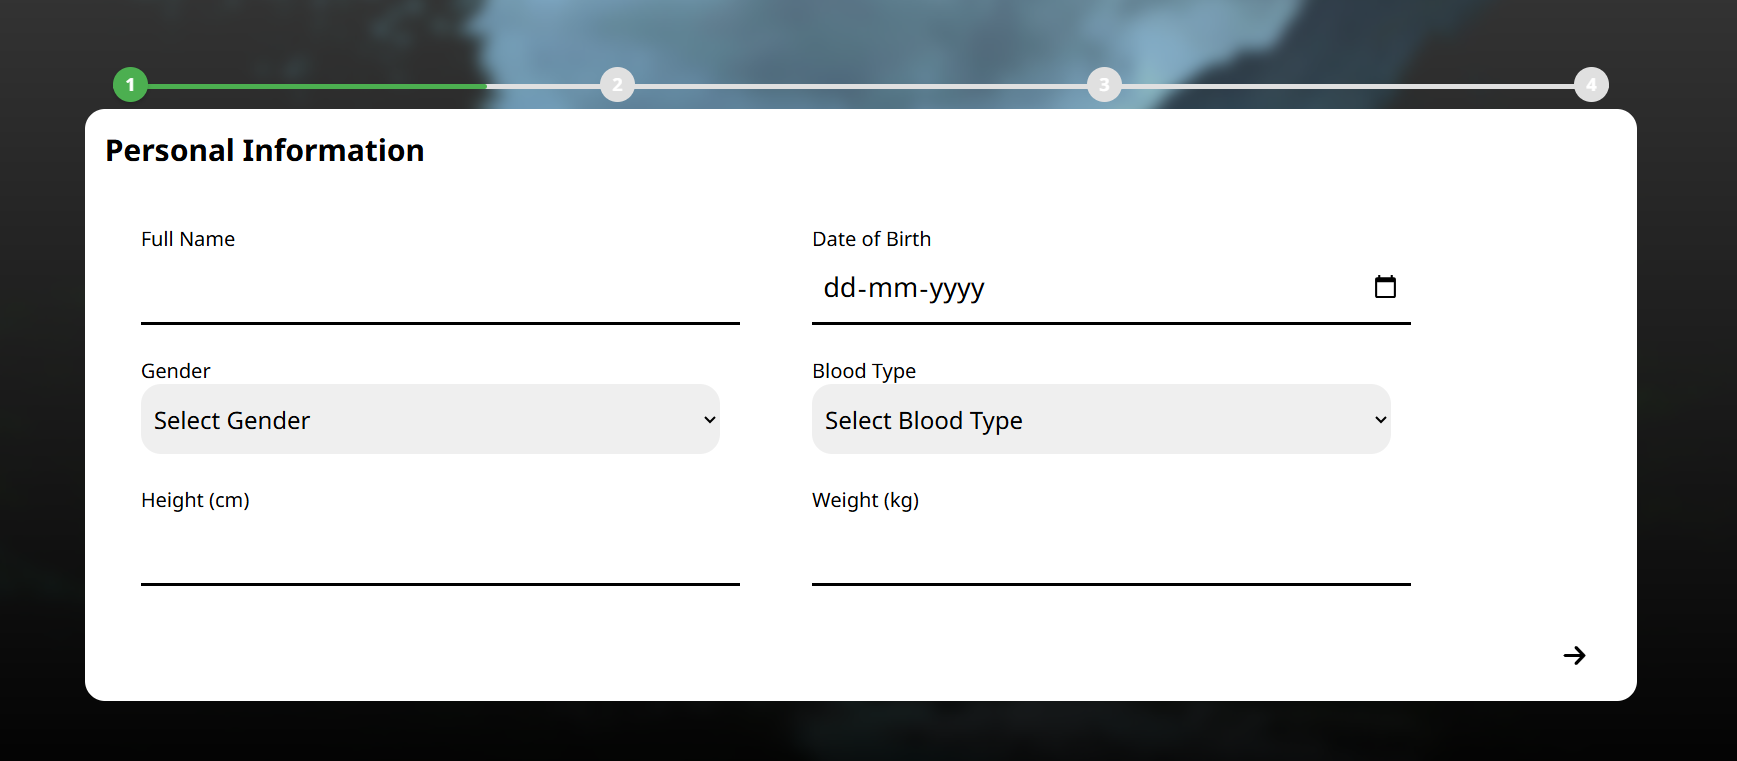 1 2 3 4
Personal Information
Full Name Date of Birth
dd-mm-yyyy
Gender Blood Type
Select Gender Select Blood Type
Height (cm) Weight (kg)